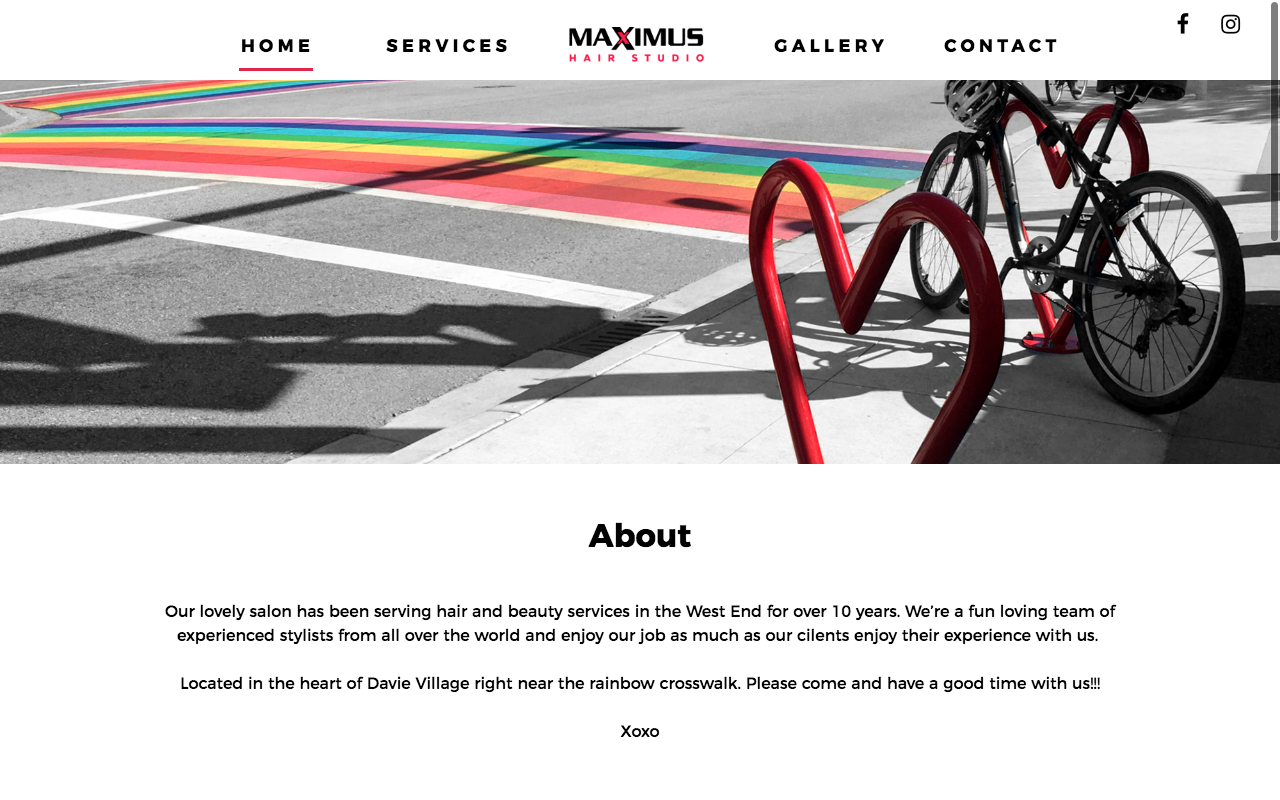 HOME
SERVICES
MAXIMUS
HAIR STUDIO
GALLERY
CONTACT
About
Our lovely salon has been serving hair and beauty services in the West End for over 10 years. We’re a fun loving team of
experienced stylists from all over the world and enjoy our job as much as our cilents enjoy their experience with us.
Located in the heart of Davie Village right near the rainbow crosswalk. Please come and have a good time with us!!!
Xoxo